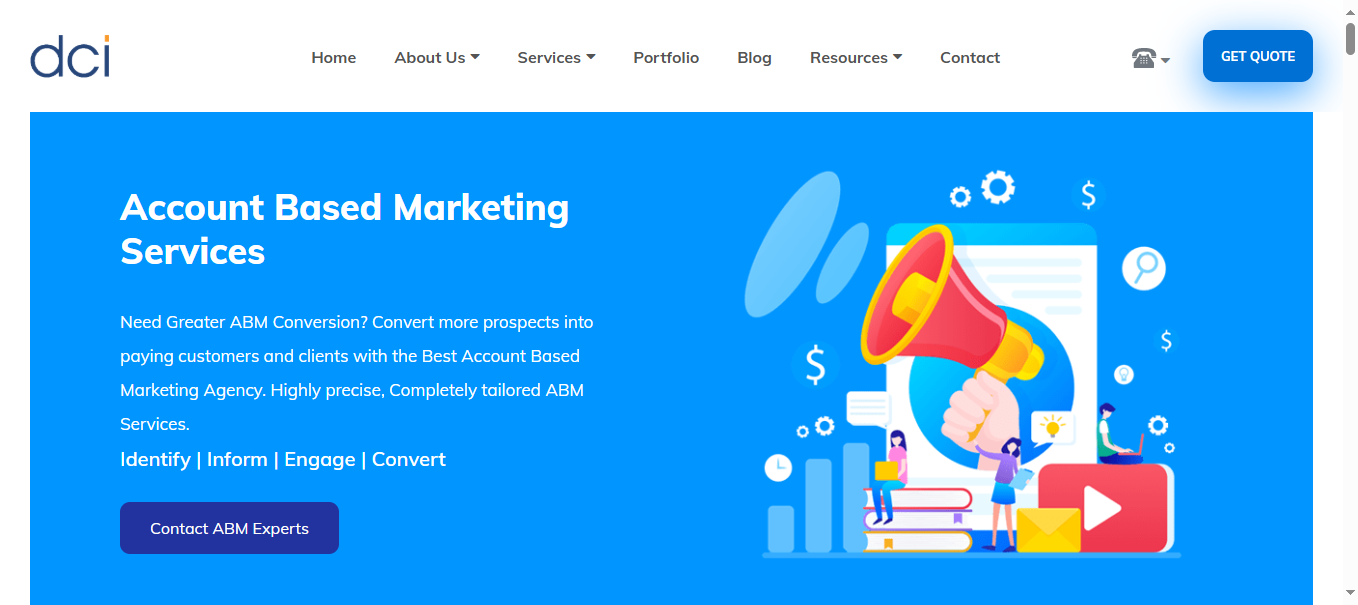 dci
Home About Us Services Portfolio Blog Resources Contact GET QUOTE
Account Based Marketing
Services
Need Greater ABM Conversion? Convert more prospects into
paying customers and clients with the Best Account Based
Marketing Agency. Highly precise, Completely tailored ABM
Services.
Identify | Inform | Engage | Convert
Contact ABM Experts
$
$
$